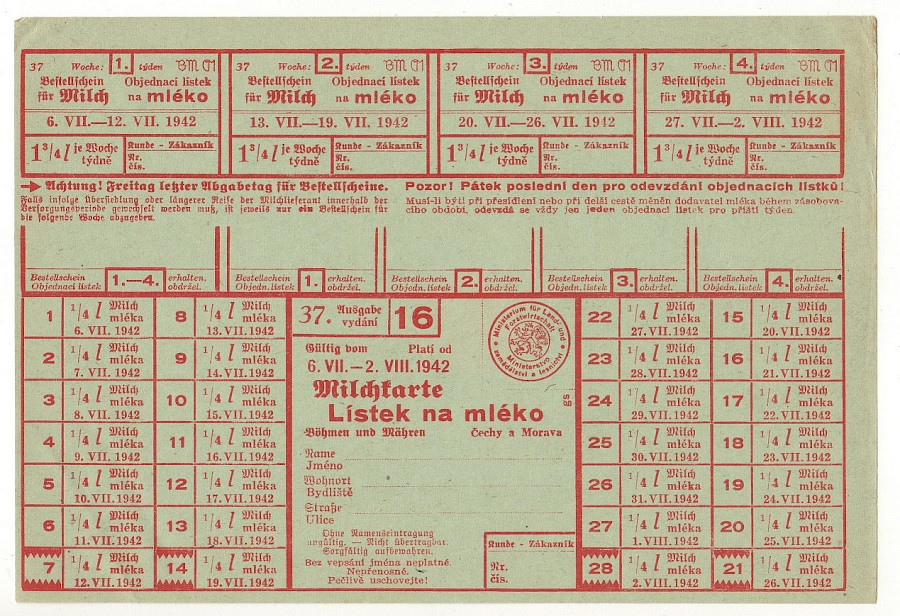 37 Woche: 1. týden BM ČM
Bestellschein Objednací lístek
für Milch na mléko
6. VII.—12. VII. 1942
1 3/4 l je Woche týdně
Kunde - Zákazník
Nr.
čís.
37 Woche: 2. týden BM ČM
Bestellschein Objednací lístek
für Milch na mléko
13. VII.—19. VII. 1942
1 3/4 l je Woche týdně
Kunde - Zákazník
Nr.
čís.
37 Woche: 3. týden BM ČM
Bestellschein Objednací lístek
für Milch na mléko
20. VII.—26. VII. 1942
1 3/4 l je Woche týdně
Kunde - Zákazník
Nr.
čís.
37 Woche: 4. týden BM ČM
Bestellschein Objednací lístek
für Milch na mléko
27. VII.—2. VIII. 1942
1 3/4 l je Woche týdně
Kunde - Zákazník
Nr.
čís.
Achtung! Freitag letzter Abgabetag für Bestellscheine.
Falls infolge Übersiedlung oder längerer Reise der Milchlieferant innerhalb der
Versorgungsperiode gewechselt werden muß, ist jeweils nur ein Bestellschein für
die folgende Woche abzugeben.
Pozor! Pátek poslední den pro odevzdání objednacích lístků!
Musí-li býti při přesídlení nebo při delší cestě měněn dodavatel mléka během zásobova-
cího období, odevzdá se vždy jen jeden objednací lístek pro příští týden.
Bestellschein 1.—4. erhalten.
Objedn. lístek obdržel.
Bestellschein 1. erhalten.
Objedn. lístek obdržel.
Bestellschein 2. erhalten.
Objedn. lístek obdržel.
Bestellschein 3. erhalten.
Objedn. lístek obdržel.
Bestellschein 4. erhalten.
Objedn. lístek obdržel.
1 1/4 l Milch mléka 6. VII. 1942
2 1/4 l Milch mléka 7. VII. 1942
3 1/4 l Milch mléka 8. VII. 1942
4 1/4 l Milch mléka 9. VII. 1942
5 1/4 l Milch mléka 10. VII. 1942
6 1/4 l Milch mléka 11. VII. 1942
7 1/4 l Milch mléka 12. VII. 1942
8 1/4 l Milch mléka 13. VII. 1942
9 1/4 l Milch mléka 14. VII. 1942
10 1/4 l Milch mléka 15. VII. 1942
11 1/4 l Milch mléka 16. VII. 1942
12 1/4 l Milch mléka 17. VII. 1942
13 1/4 l Milch mléka 18. VII. 1942
14 1/4 l Milch mléka 19. VII. 1942
37. Ausgabe vydání 16
Gültig vom Platí od
6. VII.—2. VIII. 1942
Milchkarte
Lístek na mléko
Böhmen und Mähren Čechy a Morava
Name
Jméno
Wohnort
Bydliště
Straße
Ulice
Ohne Namenseintragung
ungültig. — Nicht übertragbar.
Sorgfältig aufbewahren.
Bez vepsání jména neplatné.
Nepřenosné.
Pečlivě uschovejte!
Kunde - Zákazník
Nr.
čís.
Ministerium für Land- und
Forstwirtschaft
Ministerstvo
zemědělství a lesnictví
22 1/4 l Milch mléka 27. VII. 1942
23 1/4 l Milch mléka 28. VII. 1942
24 1/4 l Milch mléka 29. VII. 1942
25 1/4 l Milch mléka 30. VII. 1942
26 1/4 l Milch mléka 31. VII. 1942
27 1/4 l Milch mléka 1. VIII. 1942
28 1/4 l Milch mléka 2. VIII. 1942
15 1/4 l Milch mléka 20. VII. 1942
16 1/4 l Milch mléka 21. VII. 1942
17 1/4 l Milch mléka 22. VII. 1942
18 1/4 l Milch mléka 23. VII. 1942
19 1/4 l Milch mléka 24. VII. 1942
20 1/4 l Milch mléka 25. VII. 1942
21 1/4 l Milch mléka 26. VII. 1942